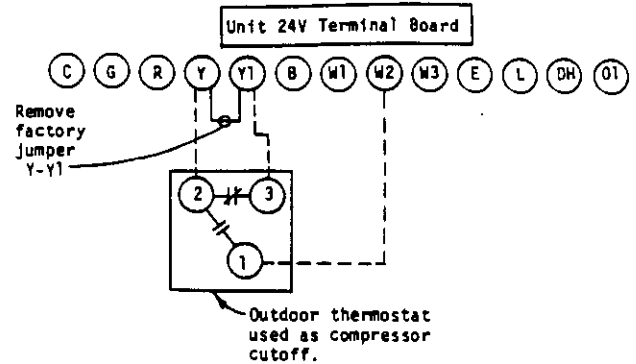 Unit 24V Terminal Board
C G R Y Y1 B W1 W2 W3 E L DH O1
Remove
factory
jumper
Y-Y1
2 3
1
Outdoor thermostat
used as compressor
cutoff.